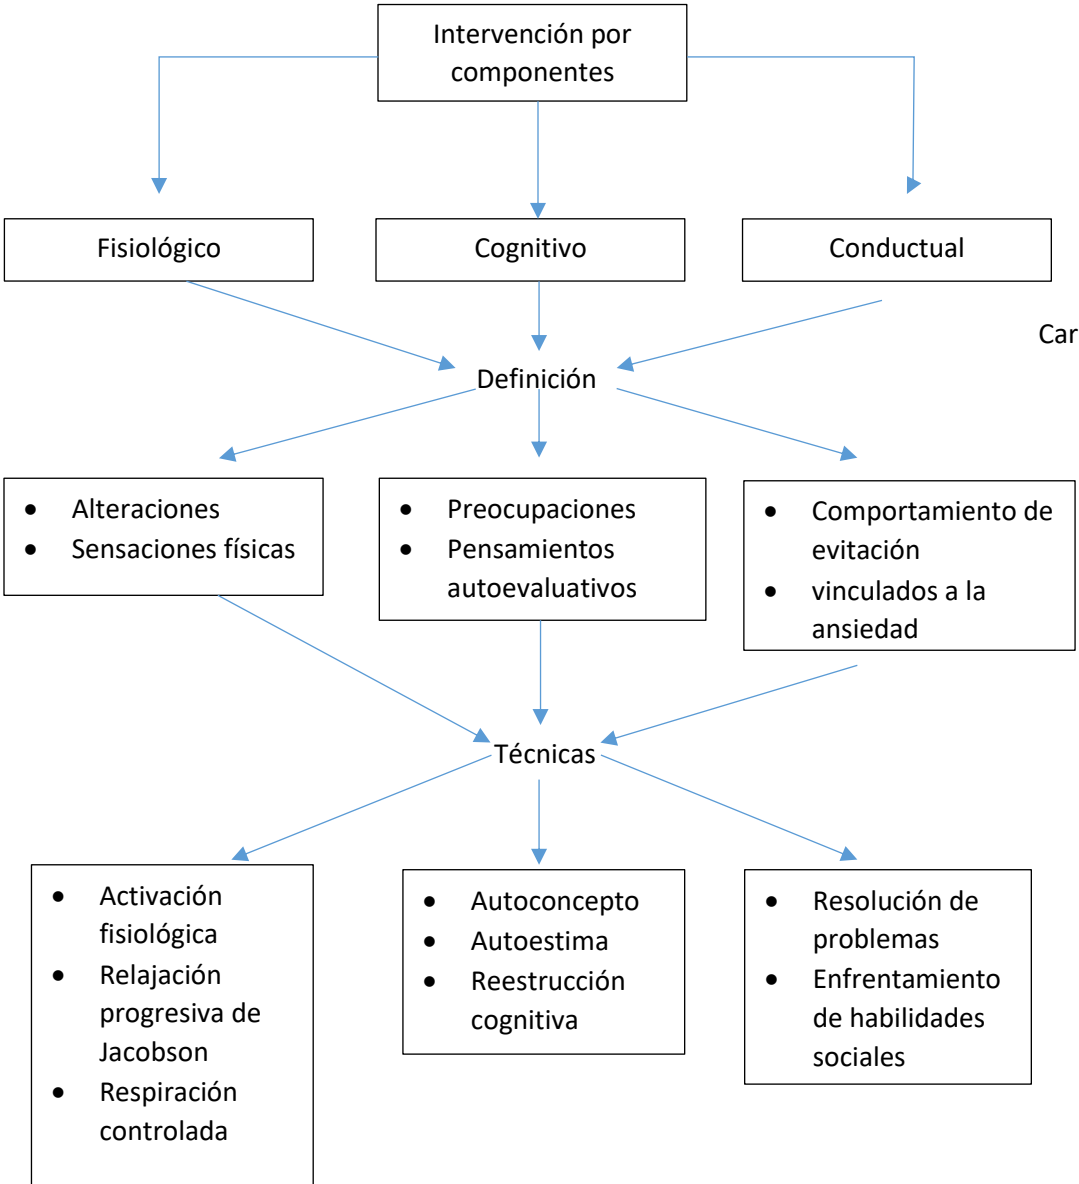 Intervención por
componentes
Fisiológico
Cognitivo
Conductual
Car
Definición
• Alteraciones
• Sensaciones físicas
• Preocupaciones
• Pensamientos
autoevaluativos
• Comportamiento de
evitación
• vinculados a la
ansiedad
Técnicas
• Activación
fisiológica
• Relajación
progresiva de
Jacobson
• Respiración
controlada
• Autoconcepto
• Autoestima
• Reestrucción
cognitiva
• Resolución de
problemas
• Enfrentamiento
de habilidades
sociales